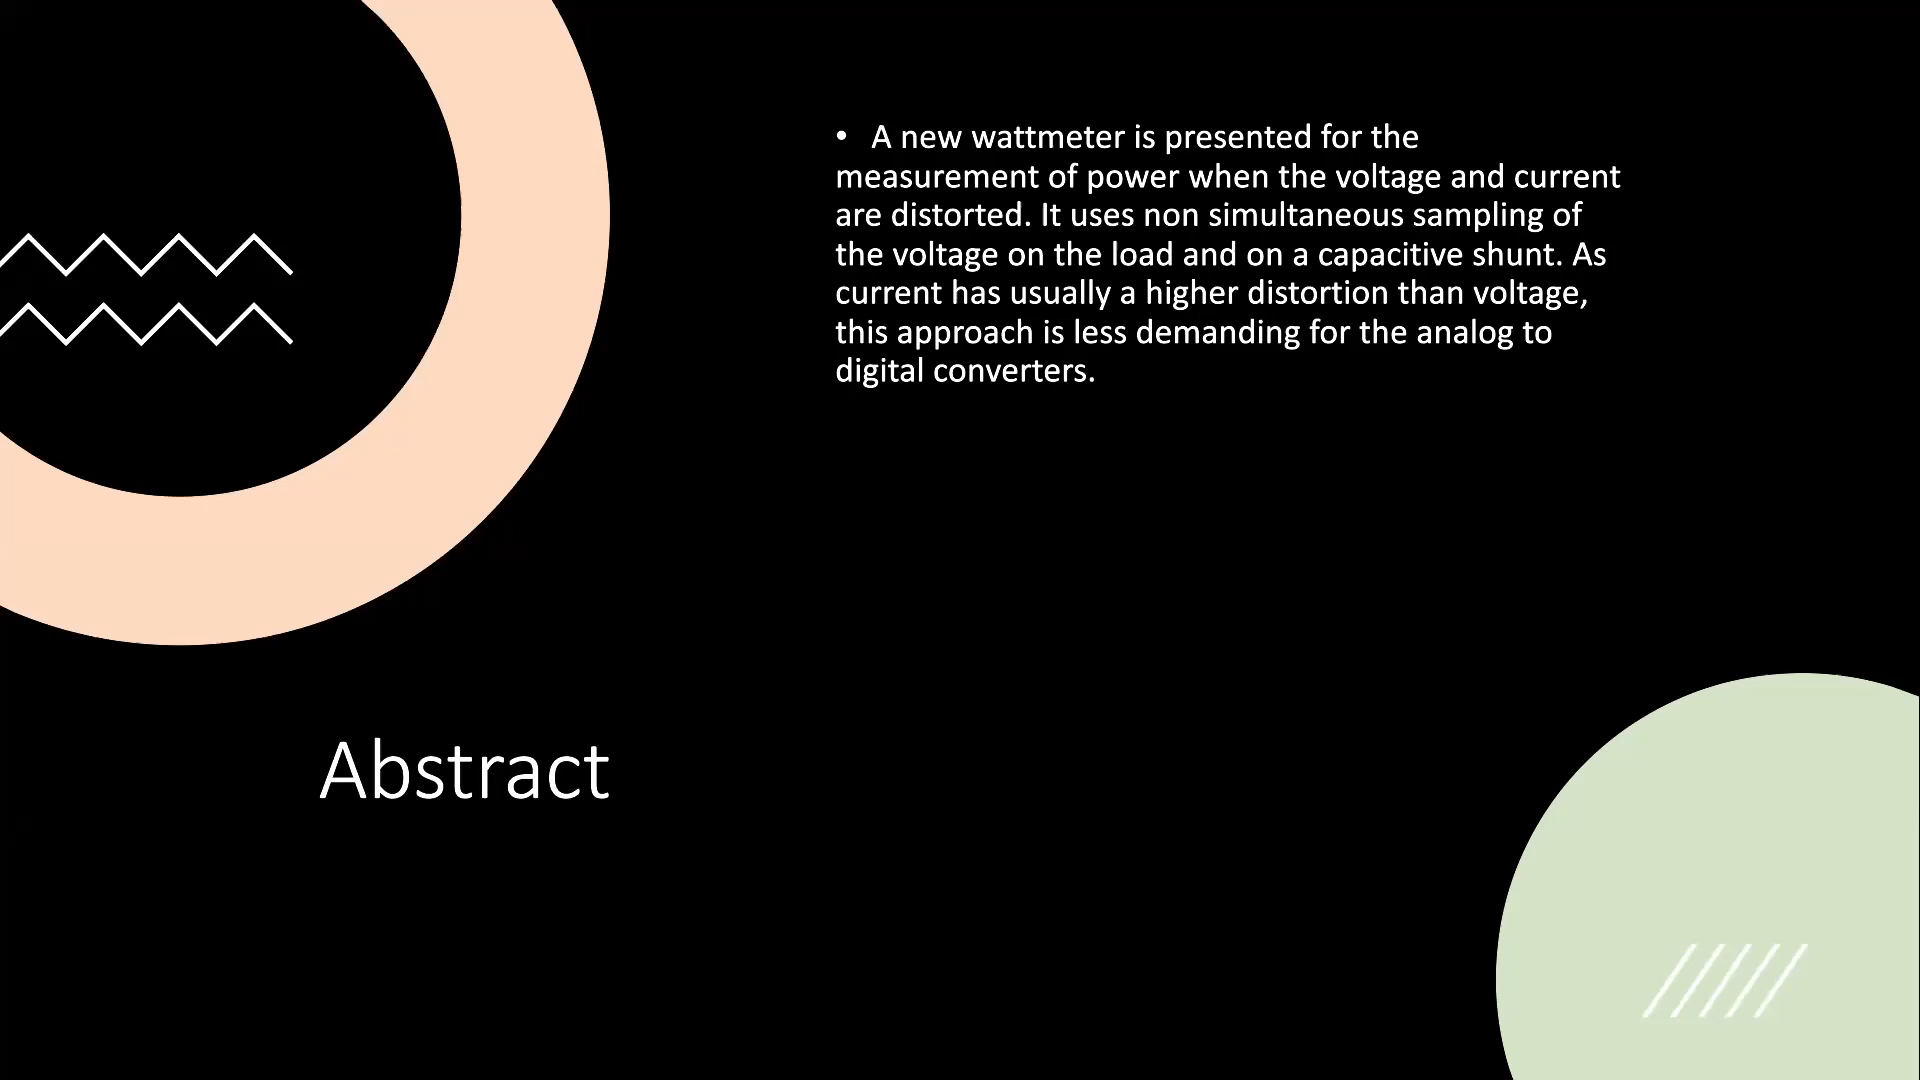 • A new wattmeter is presented for the
measurement of power when the voltage and current
are distorted. It uses non simultaneous sampling of
the voltage on the load and on a capacitive shunt. As
current has usually a higher distortion than voltage,
this approach is less demanding for the analog to
digital converters.
Abstract